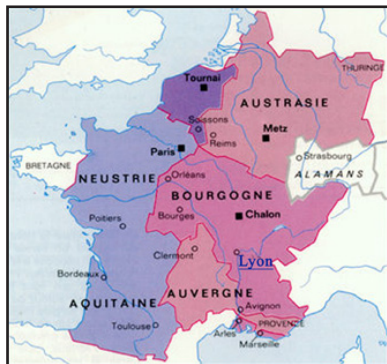 Tournai
THURINGE
AUSTRASIE
Soissons
Reims
Metz
Paris
Strasbourg
BRETAGNE
ALAMANS
NEUSTRIE
Orléans
BOURGOGNE
Bourges
Chalon
Poitiers
Clermont
Lyon
Bordeaux
AUVERGNE
AQUITAINE
Avignon
Toulouse
Arles
PROVENCE
Marseille